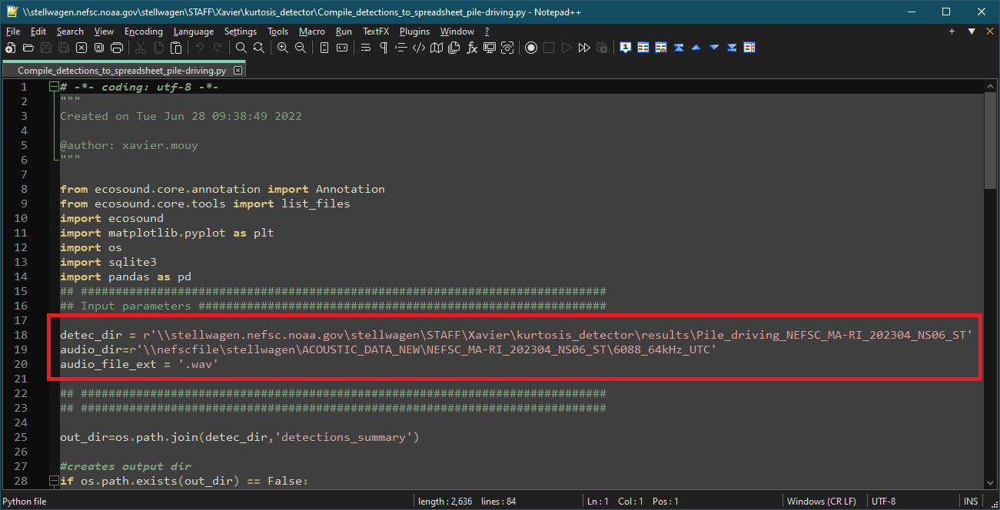 \\stellwagen.nefsc.noaa.gov\stellwagen\STAFF\Xavier\kurtosis_detector\Compile_detections_to_spreadsheet_pile-driving.py - Notepad++
File Edit Search View Encoding Language Settings Tools Macro Run TextFX Plugins Window ?
Compile_detections_to_spreadsheet_pile-driving.py
1 # -*- coding: utf-8 -*-
2 """
3 Created on Tue Jun 28 09:38:49 2022
4
5 @author: xavier.mouy
6 """
7
8 from ecosound.core.annotation import Annotation
9 from ecosound.core.tools import list_files
10 import ecosound
11 import matplotlib.pyplot as plt
12 import os
13 import sqlite3
14 import pandas as pd
15 ## ############################################################################
16 ## Input parameters ###########################################################
17
18 detec_dir = r'\\stellwagen.nefsc.noaa.gov\stellwagen\STAFF\Xavier\kurtosis_detector\results\Pile_driving_NEFSC_MA-RI_202304_NS06_ST'
19 audio_dir=r'\\nefscfile\stellwagen\ACOUSTIC_DATA_NEW\NEFSC_MA-RI_202304_NS06_ST\6088_64kHz_UTC'
20 audio_file_ext = '.wav'
21
22 ## ############################################################################
23 ## ############################################################################
24
25 out_dir=os.path.join(detec_dir,'detections_summary')
26
27 #creates output dir
28 if os.path.exists(out_dir) == False:
Python file length : 2,636 lines : 84 Ln : 1 Col : 1 Pos : 1 Windows (CR LF) UTF-8 INS